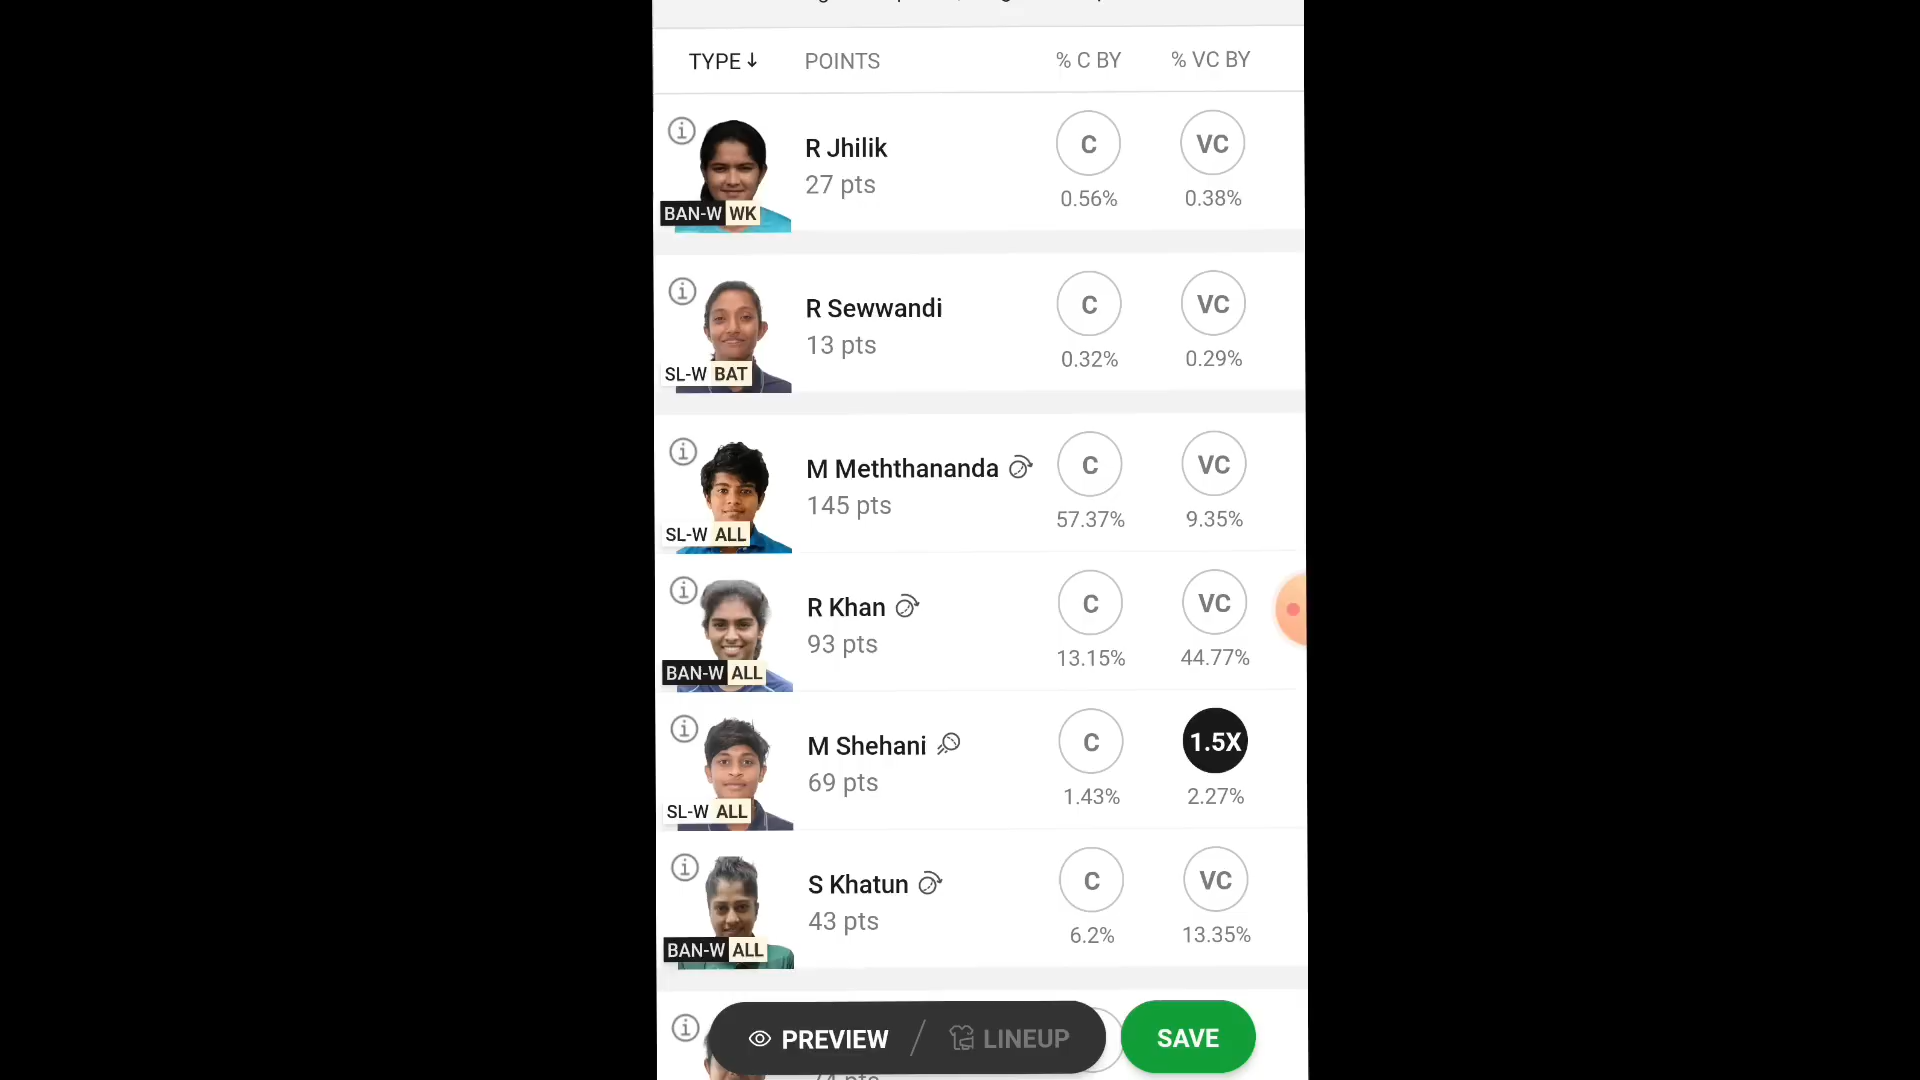 TYPE↓ POINTS % C BY % VC BY
R Jhilik C VC
27 pts 0.56% 0.38%
BAN-W WK
R Sewwandi C VC
13 pts 0.32% 0.29%
SL-W BAT
M Meththananda C VC
145 pts 57.37% 9.35%
SL-W ALL
R Khan C VC
93 pts 13.15% 44.77%
BAN-W ALL
M Shehani C 1.5X
69 pts 1.43% 2.27%
SL-W ALL
S Khatun C VC
43 pts 6.2% 13.35%
BAN-W ALL
PREVIEW / LINEUP SAVE